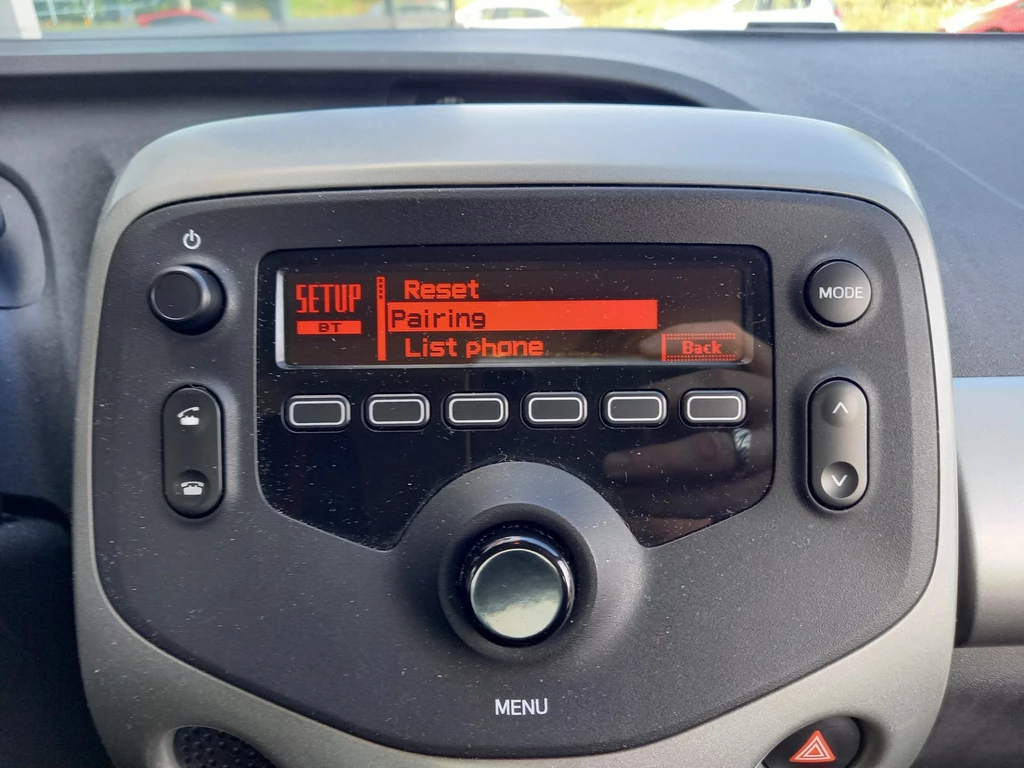 SETUP
BT
Reset
Pairing
List phone
Back
MODE
MENU